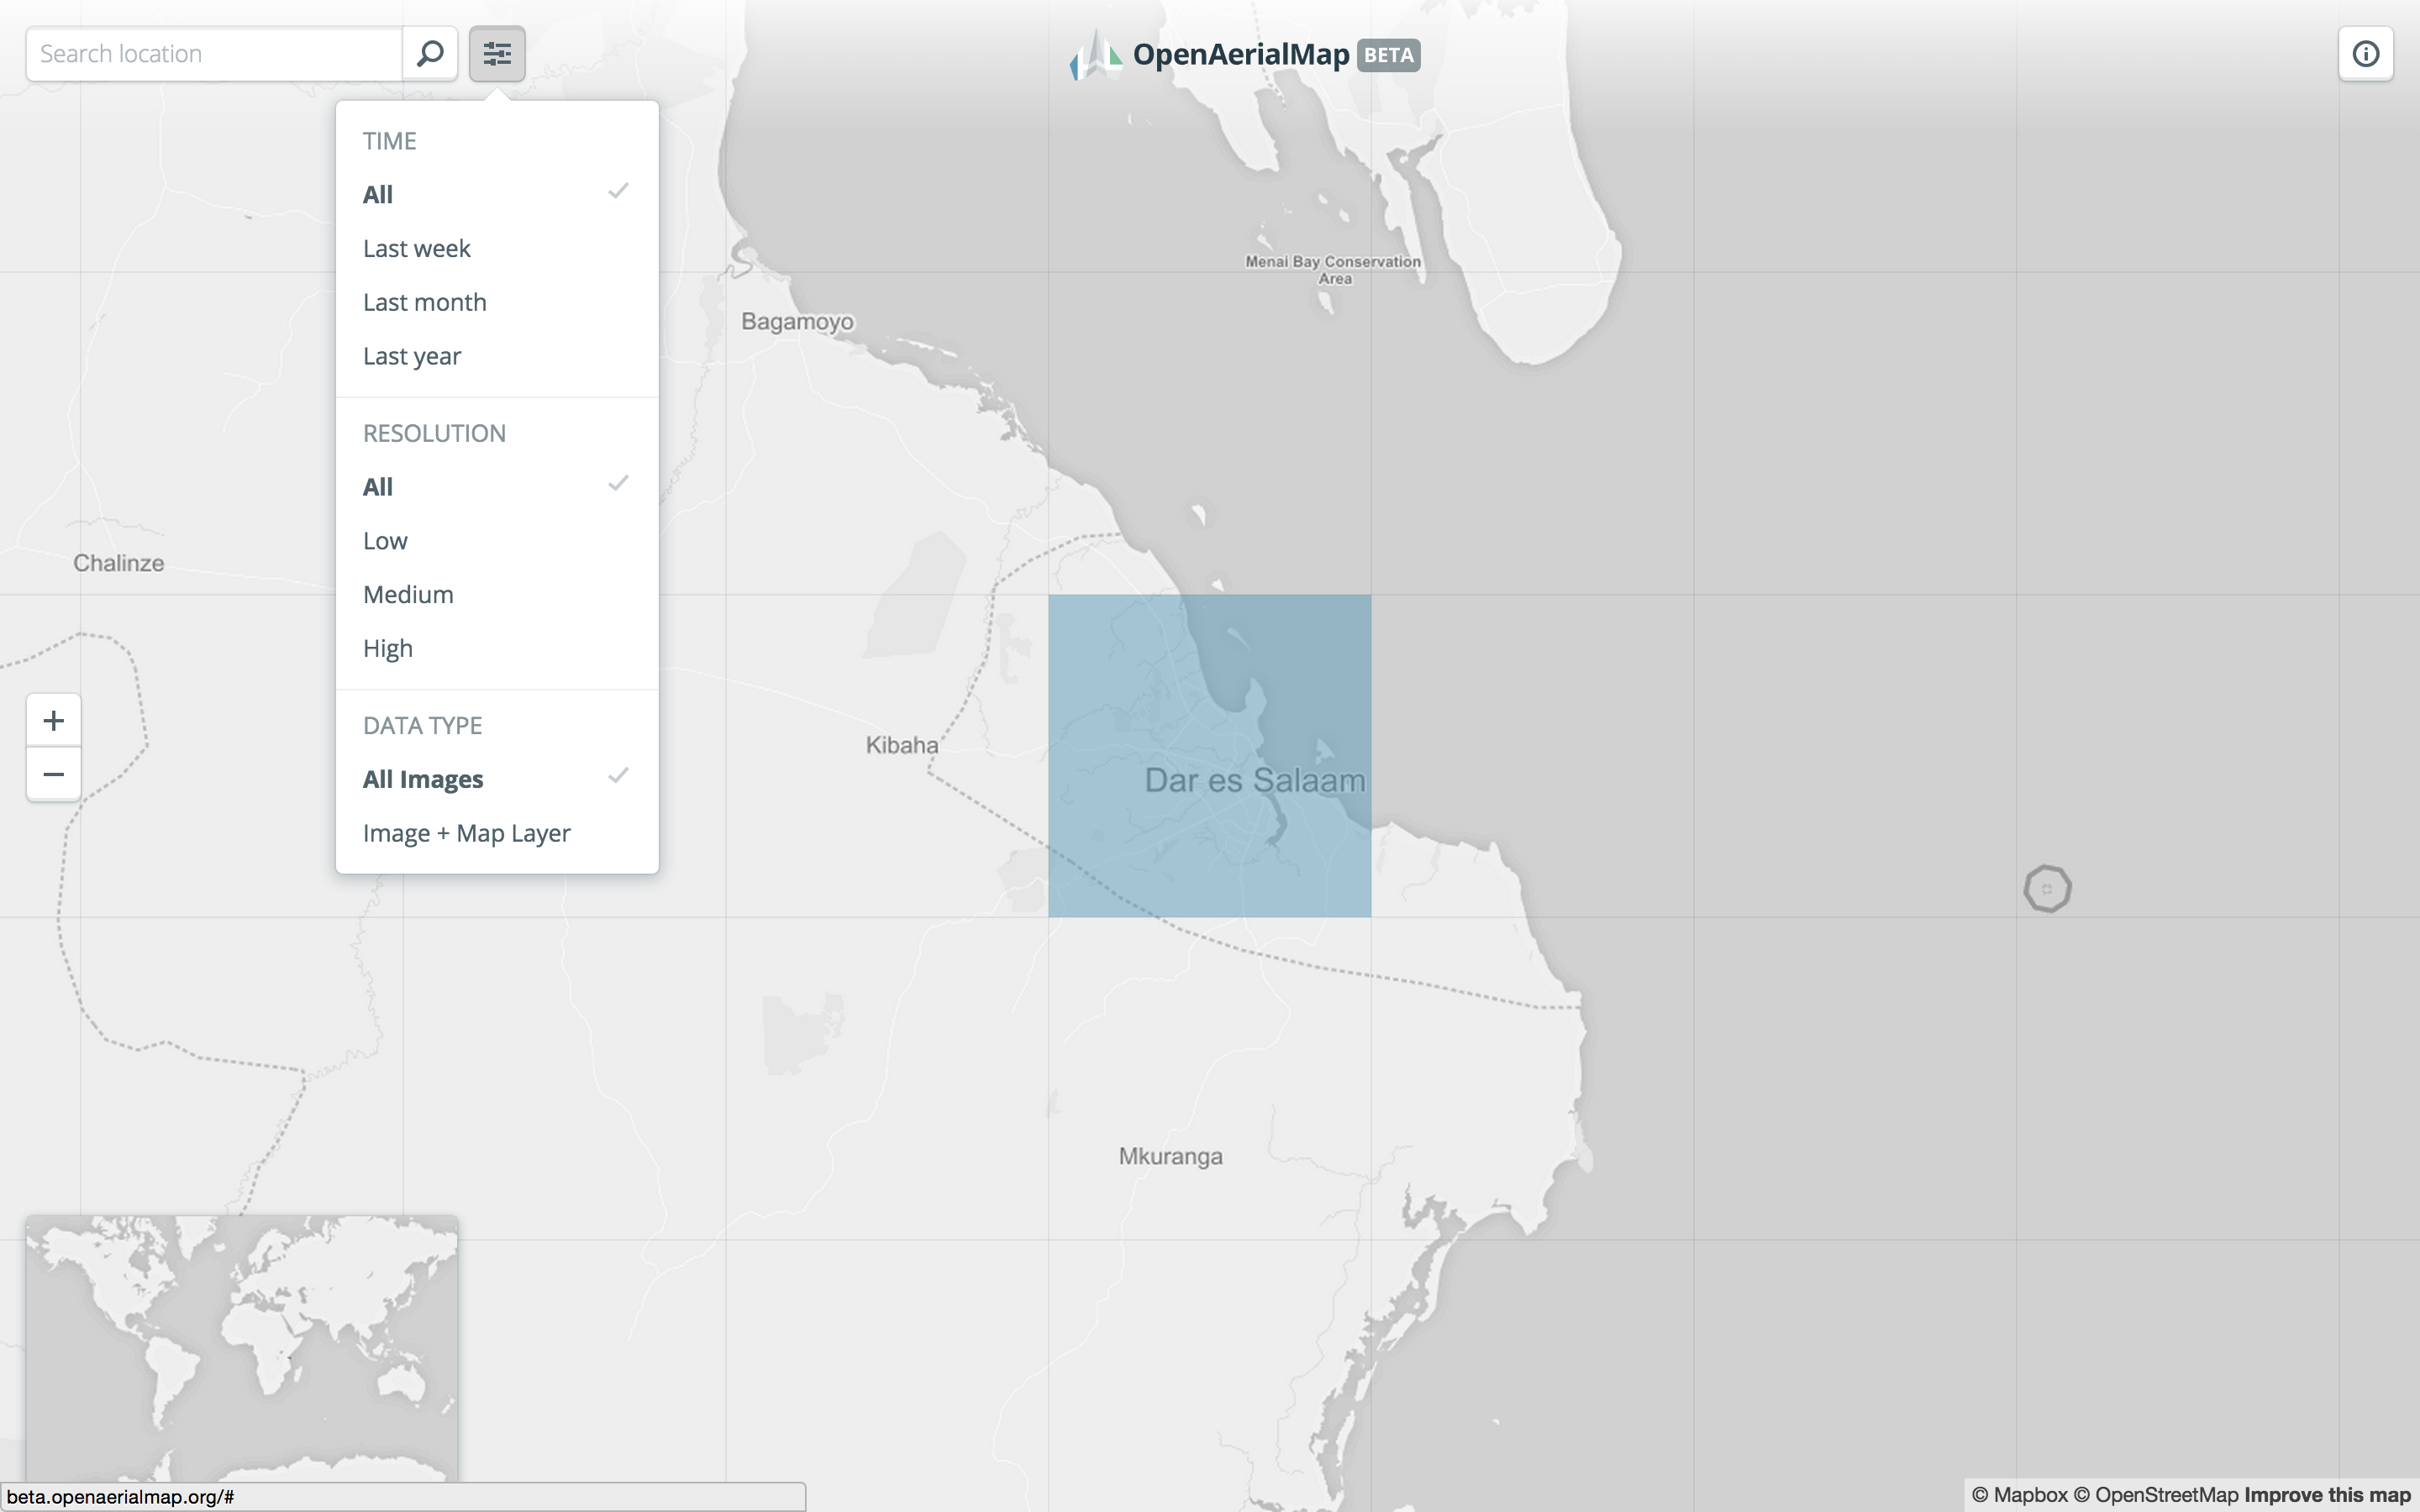 Search location
OpenAerialMap BETA
TIME
All
Last week
Last month
Last year
RESOLUTION
All
Low
Medium
High
DATA TYPE
All Images
Image + Map Layer
Menai Bay Conservation
Area
Bagamoyo
Chalinze
Kibaha
Dar es Salaam
Mkuranga
beta.openaerialmap.org/#
© Mapbox © OpenStreetMap Improve this map